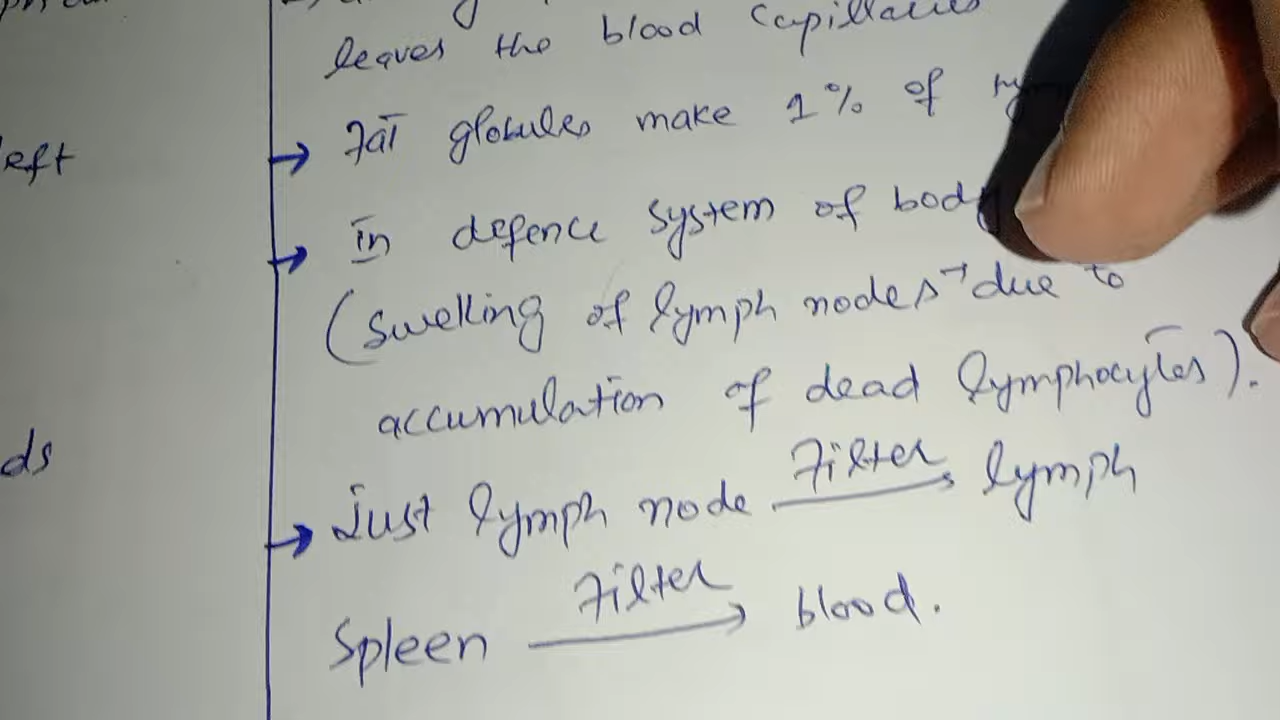 leaves the blood capillaries
→ Fat globules make 1% of
eft
→ In defence system of body
(Swelling of lymph nodes → due to
accumulation of dead lymphocytes).
ds
Filter
→ Just lymph node → lymph
Filter
Spleen → blood.